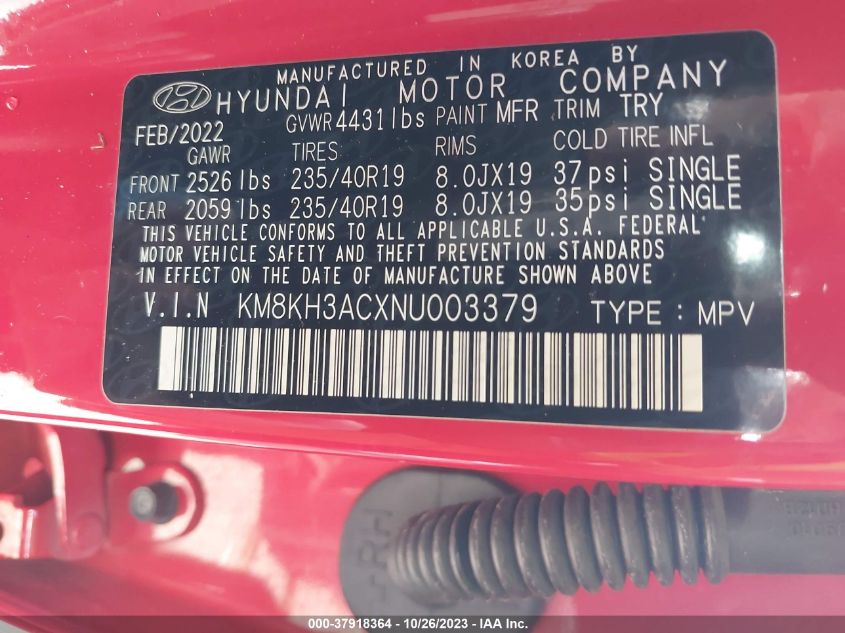 MANUFACTURED IN KOREA BY
HYUNDAI MOTOR COMPANY
FEB/2022 GVWR 4431lbs PAINT MFR TRIM TRY
GAWR TIRES RIMS COLD TIRE INFL
FRONT 2526 lbs 235/40R19 8.0JX19 37psi SINGLE
REAR 2059 lbs 235/40R19 8.0JX19 35psi SINGLE
THIS VEHICLE CONFORMS TO ALL APPLICABLE U.S.A. FEDERAL
MOTOR VEHICLE SAFETY AND THEFT PREVENTION STANDARDS
IN EFFECT ON THE DATE OF MANUFACTURE SHOWN ABOVE
V.I.N KM8KH3ACXNU003379 TYPE : MPV
RH
000-37918364 - 10/26/2023 - IAA Inc.